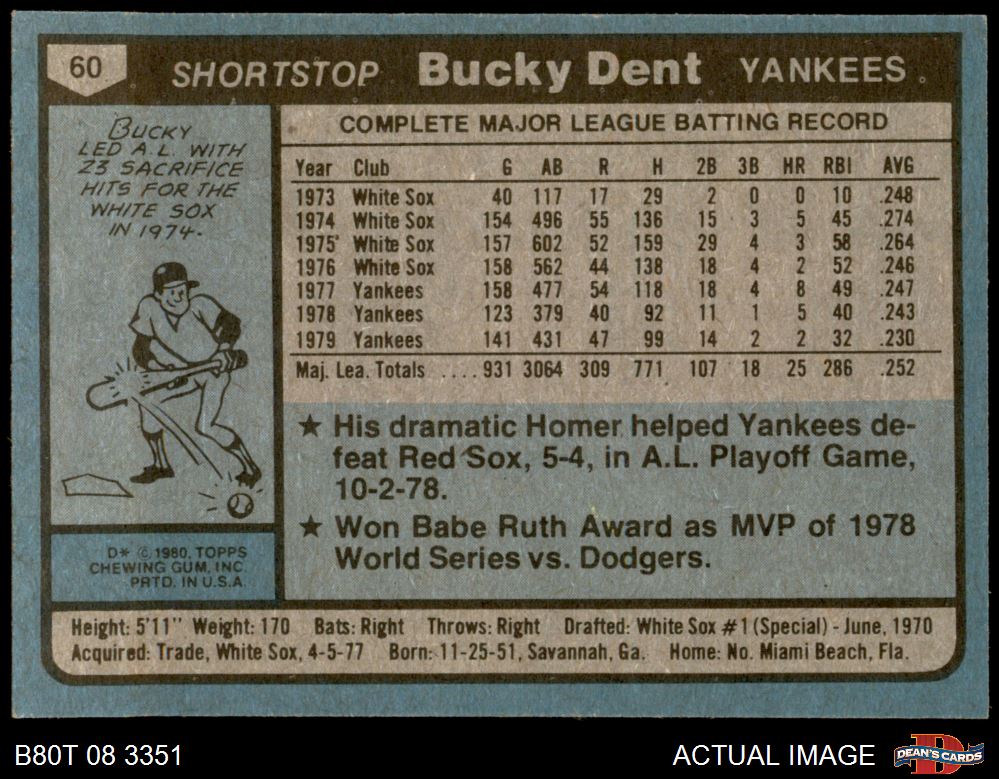 60 SHORTSTOP Bucky Dent YANKEES
BUCKY
LED A.L. WITH
23 SACRIFICE
HITS FOR THE
WHITE SOX
IN 1974.
COMPLETE MAJOR LEAGUE BATTING RECORD
Year Club G AB R H 2B 3B HR RBI AVG
1973 White Sox 40 117 17 29 2 0 0 10 .248
1974 White Sox 154 496 55 136 15 3 5 45 .274
1975 White Sox 157 602 52 159 29 4 3 58 .264
1976 White Sox 158 562 44 138 18 4 2 52 .246
1977 Yankees 158 477 54 118 18 4 8 49 .247
1978 Yankees 123 379 40 92 11 1 5 40 .243
1979 Yankees 141 431 47 99 14 2 2 32 .230
Maj. Lea. Totals ....931 3064 309 771 107 18 25 286 .252
★ His dramatic Homer helped Yankees de-
feat Red Sox, 5-4, in A.L. Playoff Game,
10-2-78.
★ Won Babe Ruth Award as MVP of 1978
World Series vs. Dodgers.
D* © 1980, TOPPS
CHEWING GUM, INC.
PRTD. IN U.S.A.
Height: 5'11" Weight: 170 Bats: Right Throws: Right Drafted: White Sox #1 (Special) - June, 1970
Acquired: Trade, White Sox, 4-5-77 Born: 11-25-51, Savannah, Ga. Home: No. Miami Beach, Fla.
B80T 08 3351 ACTUAL IMAGE DEAN'S CARDS